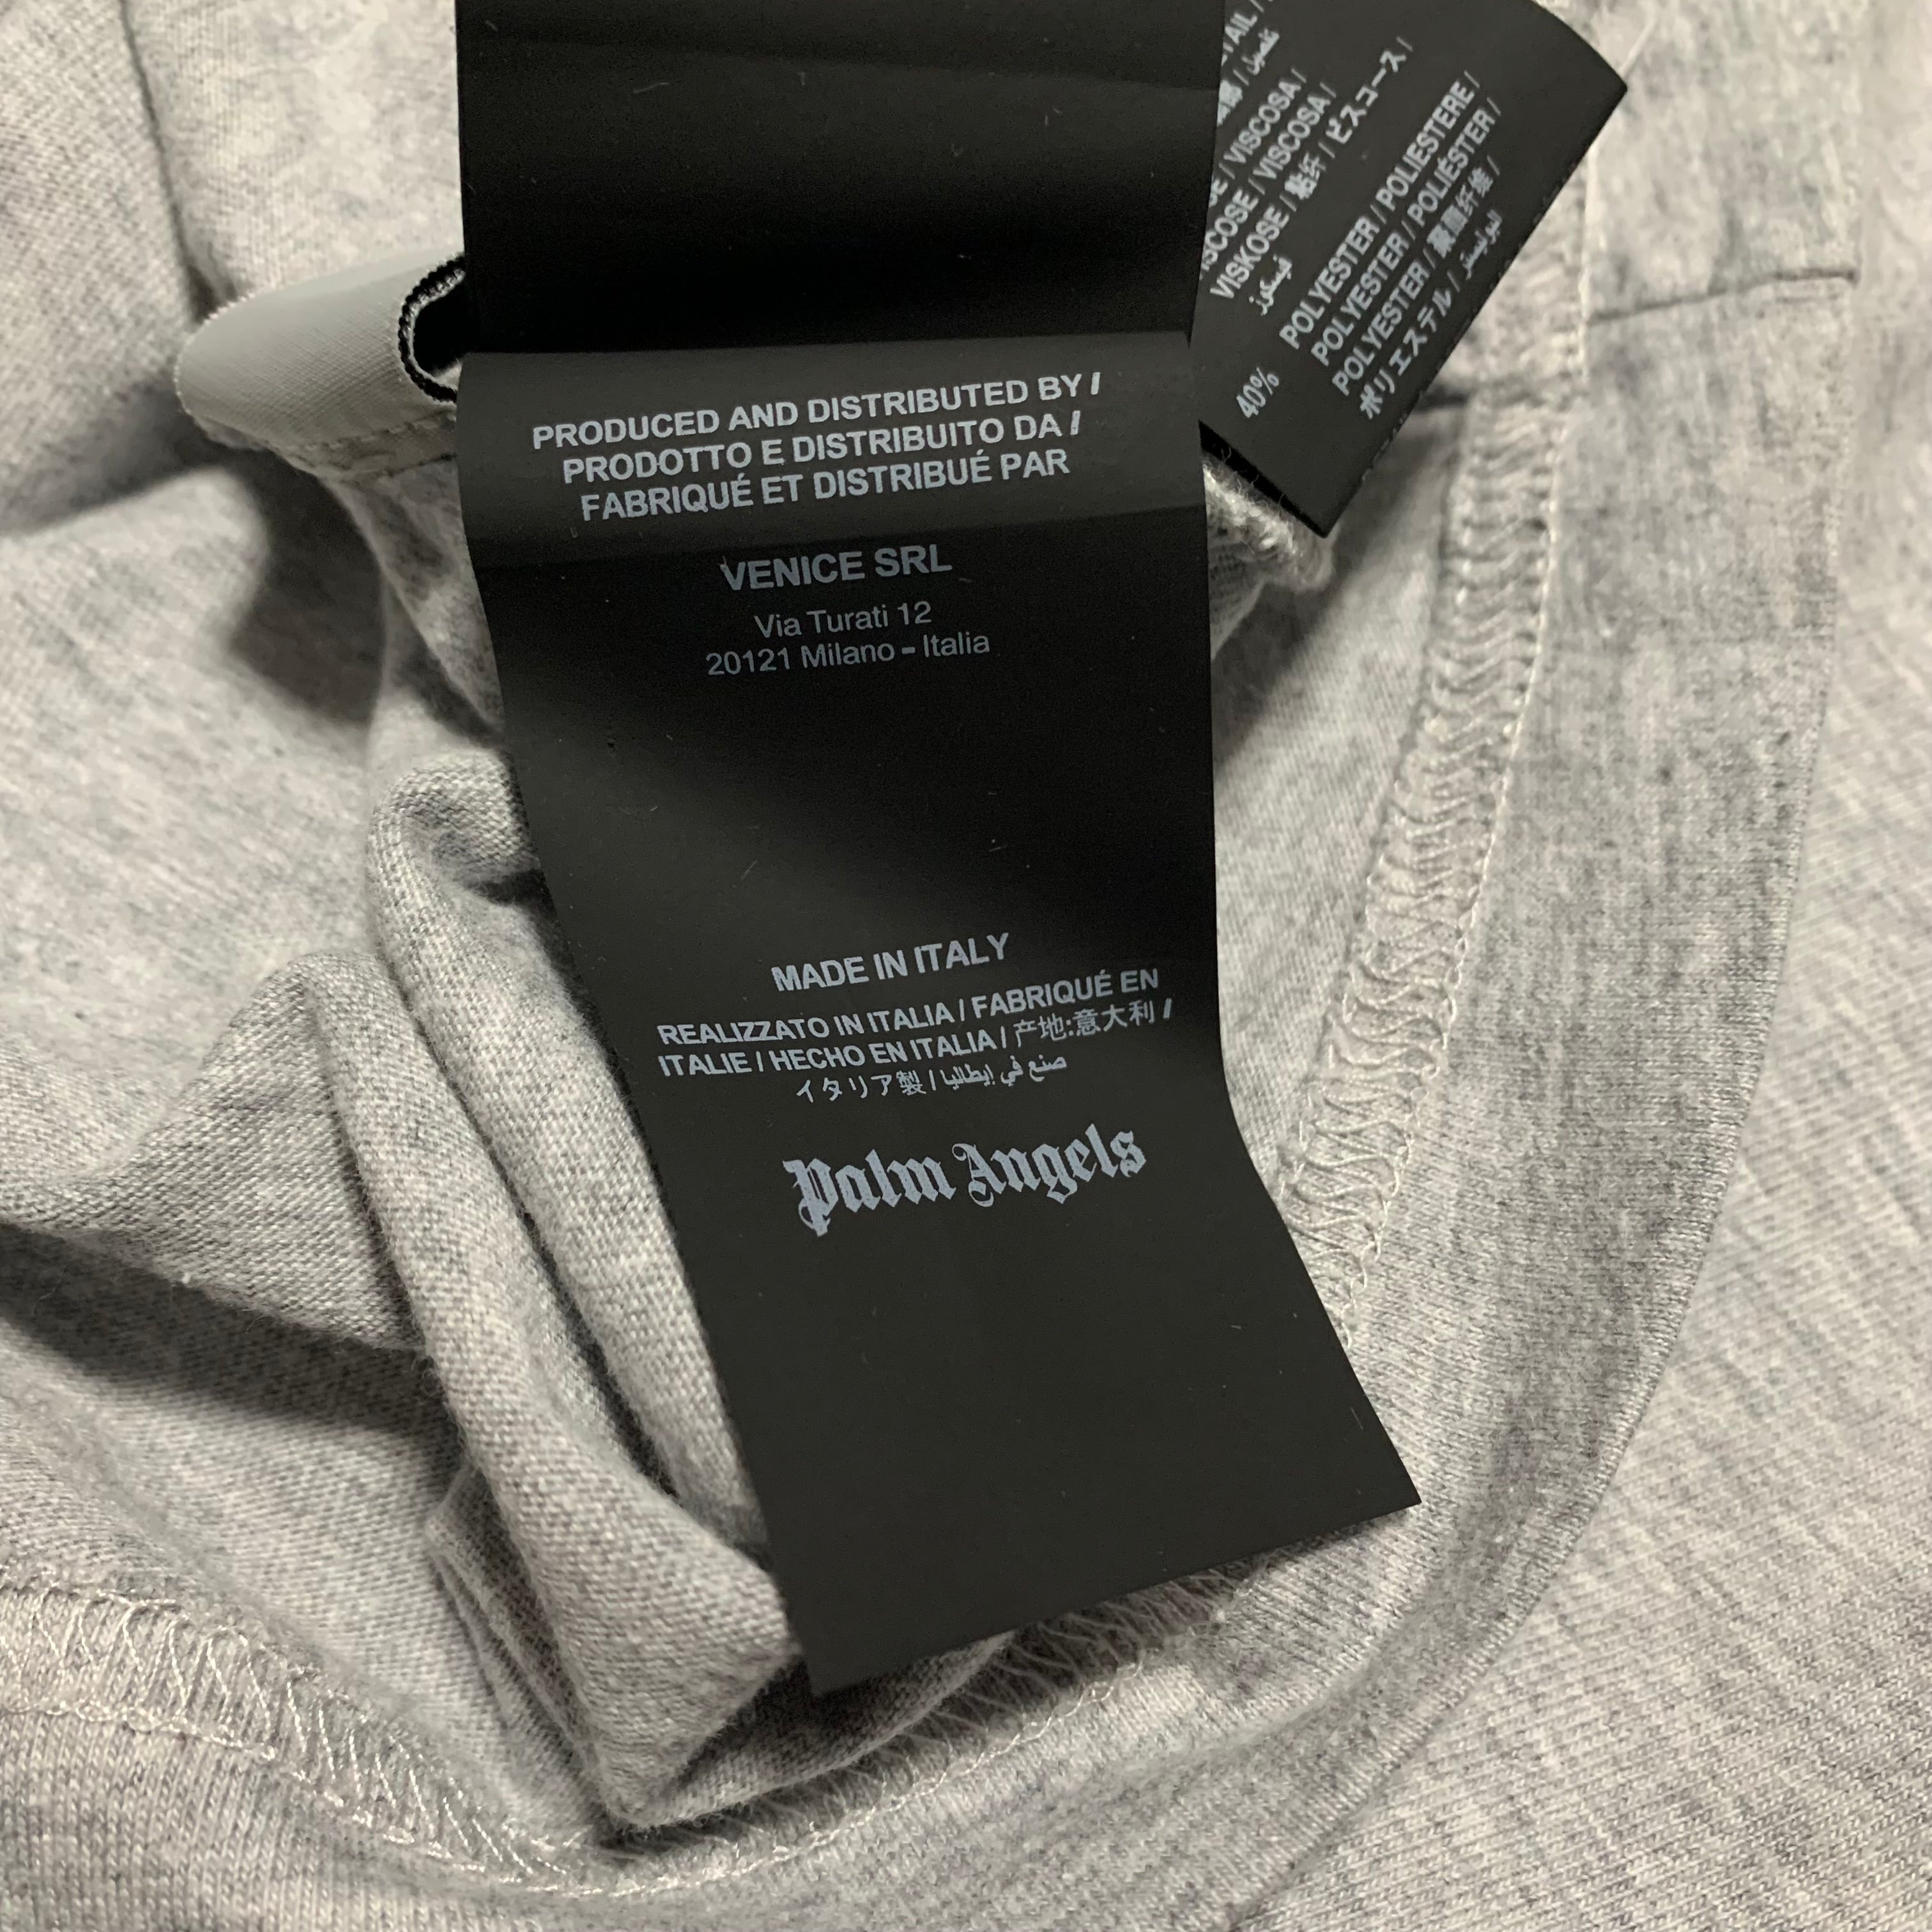 PRODUCED AND DISTRIBUTED BY /
PRODOTTO E DISTRIBUITO DA /
FABRIQUÉ ET DISTRIBUÉ PAR
VENICE SRL
Via Turati 12
20121 Milano - Italia
MADE IN ITALY
REALIZZATO IN ITALIA / FABRIQUÉ EN
ITALIE / HECHO EN ITALIA / 产地:意大利 /
イタリア製 / صنع في إيطاليا
Palm Angels
/ VISCOSA /
/ VISCOSA /
VISKOSE / 黏纤 / ビスコース /
فيسكوز
40% POLYESTER / POLIESTERE /
POLYESTER / POLIÉSTER /
POLYESTER / 聚酯纤维 /
ポリエステル / البوليستر